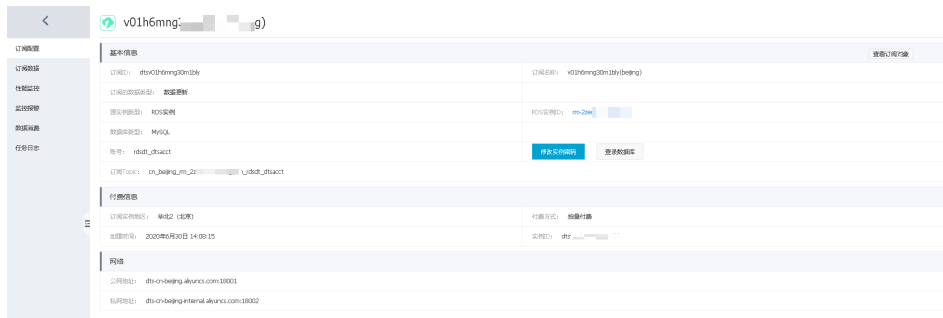 v01h6mng g)
订阅配置
订阅数据
性能监控
监控报警
数据消费
任务日志
基本信息
查看订阅对象
订阅ID: dtsv01h6mng30m1bly
订阅名称: v01h6mng30m1bly(beijing)
订阅的数据类型: 数据更新
源实例类型: RDS实例
RDS实例ID: rm-2ze
数据库类型: MySQL
账号: rdsdt_dtsacct
修改实例密码
登录数据库
订阅Topic: cn_beijing_rm_2z n_rdsdt_dtsacct
付费信息
订阅实例地区: 华北2 (北京)
付费方式: 按量付费
创建时间: 2020年6月30日 14:08:15
实例ID: dts
网络
公网地址: dts-cn-beijing.aliyuncs.com:18001
私网地址: dts-cn-beijing-internal.aliyuncs.com:18002